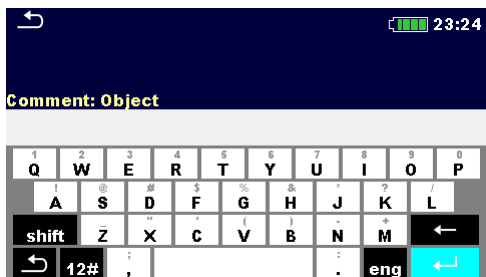 23:24
Comment: Object
1 2 3 4 5 6 7 8 9 0
Q W E R T Y U I O P
! @ # $ % & * ? /
A S D F G H J K L
- " ' ( ) - +
shift Z X C V B N M
12# ; , : . eng